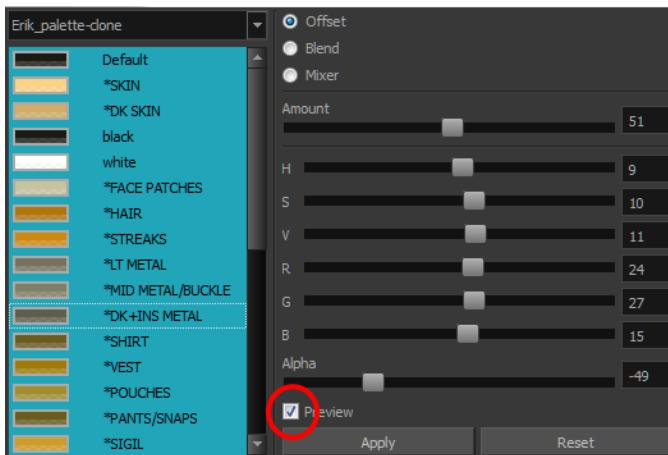 Erik_palette-clone
Default
*SKIN
*DK SKIN
black
white
*FACE PATCHES
*HAIR
*STREAKS
*LT METAL
*MID METAL/BUCKLE
*DK+INS METAL
*SHIRT
*VEST
*POUCHES
*PANTS/SNAPS
*SIGIL
Offset
Blend
Mixer
Amount
51
H 9
S 10
V 11
R 24
G 27
B 15
Alpha
-49
Preview
Apply Reset